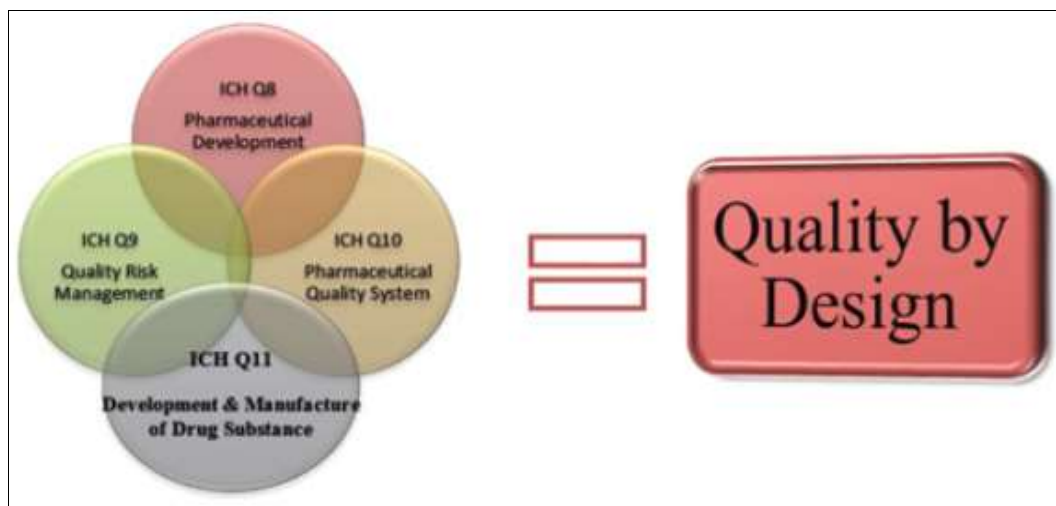 ICH Q8
Pharmaceutical
Development
ICH Q9
Quality Risk
Management
ICH Q10
Pharmaceutical
Quality System
ICH Q11
Development & Manufacture
of Drug Substance
Quality by
Design